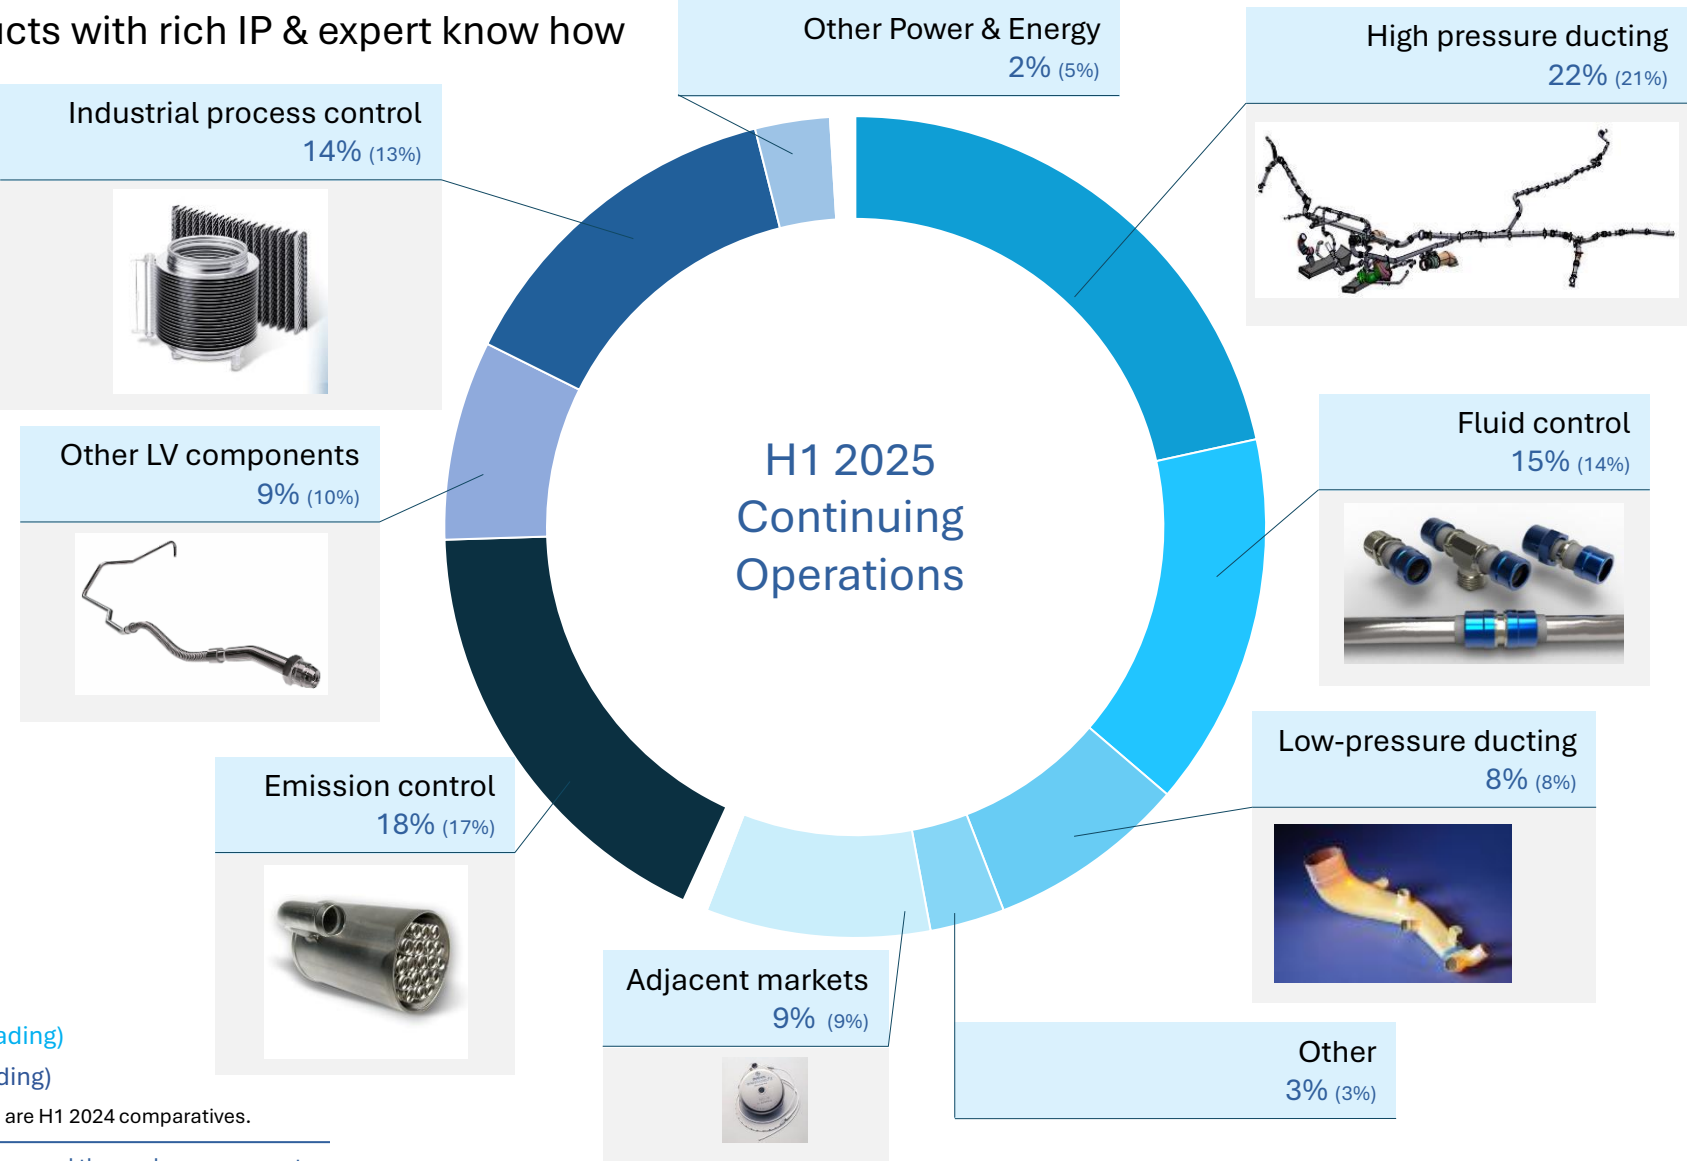 cts with rich IP & expert know how
Other Power & Energy
2% (5%)
High pressure ducting
22% (21%)
Industrial process control
14% (13%)
Fluid control
15% (14%)
Other LV components
9% (10%)
H1 2025
Continuing
Operations
Low-pressure ducting
8% (8%)
Emission control
18% (17%)
Adjacent markets
9% (9%)
Other
3% (3%)
ading)
ding)
are H1 2024 comparatives.